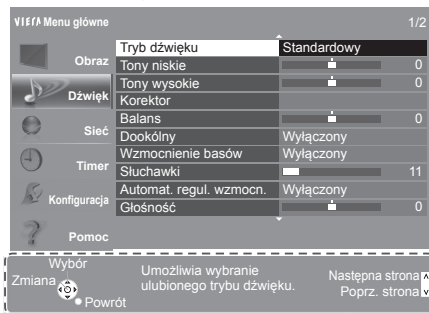 VIErA Menu główne 1/2
Obraz
Dźwięk
Sieć
Timer
Konfiguracja
Pomoc
Tryb dźwięku Standardowy
Tony niskie 0
Tony wysokie 0
Korektor
Balans 0
Dookólny Wyłączony
Wzmocnienie basów Wyłączony
Słuchawki 11
Automat. regul. wzmocn. Wyłączony
Głośność 0
Wybór
Zmiana
Powrót
Umożliwia wybranie
ulubionego trybu dźwięku.
Następna strona
Poprz. strona